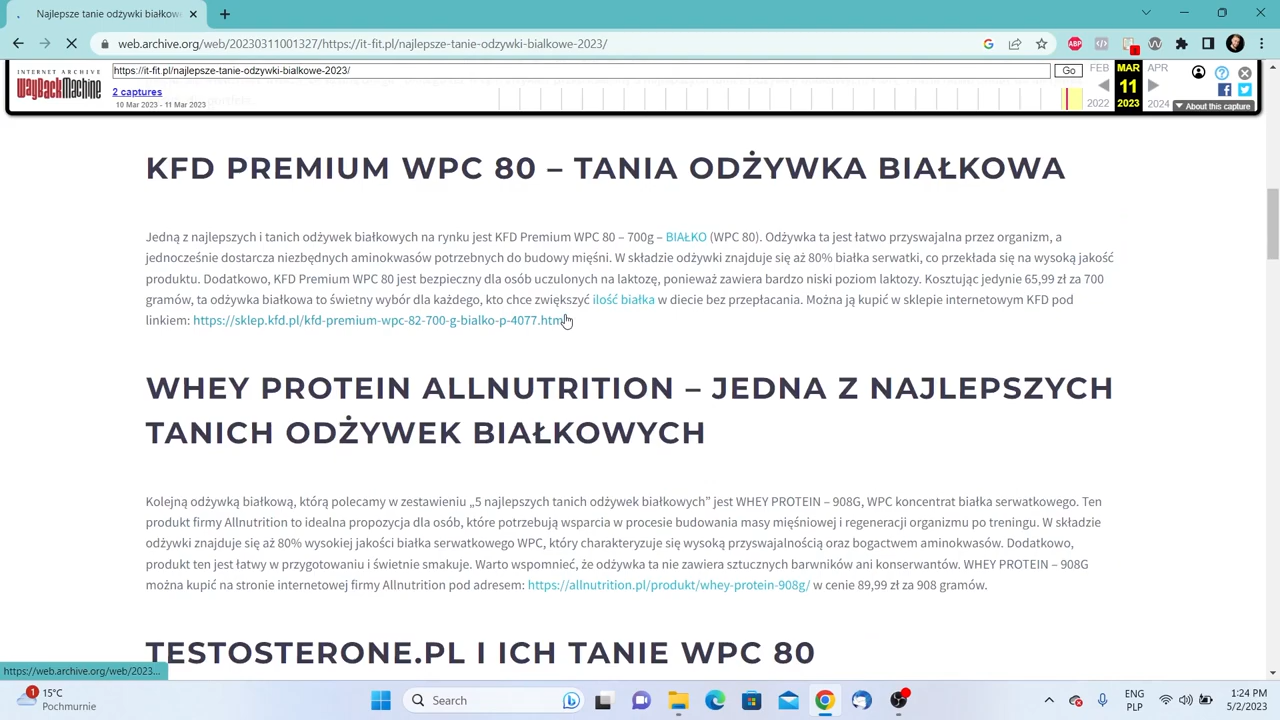 Najlepsze tanie odżywki białkowe
web.archive.org/web/20230311001327/https://it-fit.pl/najlepsze-tanie-odzywki-bialkowe-2023/
ABP
2
INTERNET ARCHIVE
WayBackMachine
https://it-fit.pl/najlepsze-tanie-odzywki-bialkowe-2023/
Go
FEB MAR APR
2 captures
11
10 Mar 2023 - 11 Mar 2023
2022 2023 2024
About this capture
KFD PREMIUM WPC 80 – TANIA ODŻYWKA BIAŁKOWA
Jedną z najlepszych i tanich odżywek białkowych na rynku jest KFD Premium WPC 80 – 700g – BIAŁKO (WPC 80). Odżywka ta jest łatwo przyswajalna przez organizm, a
jednocześnie dostarcza niezbędnych aminokwasów potrzebnych do budowy mięśni. W składzie odżywki znajduje się aż 80% białka serwatki, co przekłada się na wysoką jakość
produktu. Dodatkowo, KFD Premium WPC 80 jest bezpieczny dla osób uczulonych na laktozę, ponieważ zawiera bardzo niski poziom laktozy. Kosztując jedynie 65,99 zł za 700
gramów, ta odżywka białkowa to świetny wybór dla każdego, kto chce zwiększyć ilość białka w diecie bez przepłacania. Można ją kupić w sklepie internetowym KFD pod
linkiem: https://sklep.kfd.pl/kfd-premium-wpc-82-700-g-bialko-p-4077.html
WHEY PROTEIN ALLNUTRITION – JEDNA Z NAJLEPSZYCH
TANICH ODŻYWEK BIAŁKOWYCH
Kolejną odżywką białkową, którą polecamy w zestawieniu „5 najlepszych tanich odżywek białkowych” jest WHEY PROTEIN – 908G, WPC koncentrat białka serwatkowego. Ten
produkt firmy Allnutrition to idealna propozycja dla osób, które potrzebują wsparcia w procesie budowania masy mięśniowej i regeneracji organizmu po treningu. W składzie
odżywki znajduje się aż 80% wysokiej jakości białka serwatkowego WPC, który charakteryzuje się wysoką przyswajalnością oraz bogactwem aminokwasów. Dodatkowo,
produkt ten jest łatwy w przygotowaniu i świetnie smakuje. Warto wspomnieć, że odżywka ta nie zawiera sztucznych barwników ani konserwantów. WHEY PROTEIN – 908G
można kupić na stronie internetowej firmy Allnutrition pod adresem: https://allnutrition.pl/produkt/whey-protein-908g/ w cenie 89,99 zł za 908 gramów.
TESTOSTERONE.PL I ICH TANIE WPC 80
https://web.archive.org/web/2023...
1
15°C
Pochmurnie
Search
ENG
PLP
1:24 PM
5/2/2023